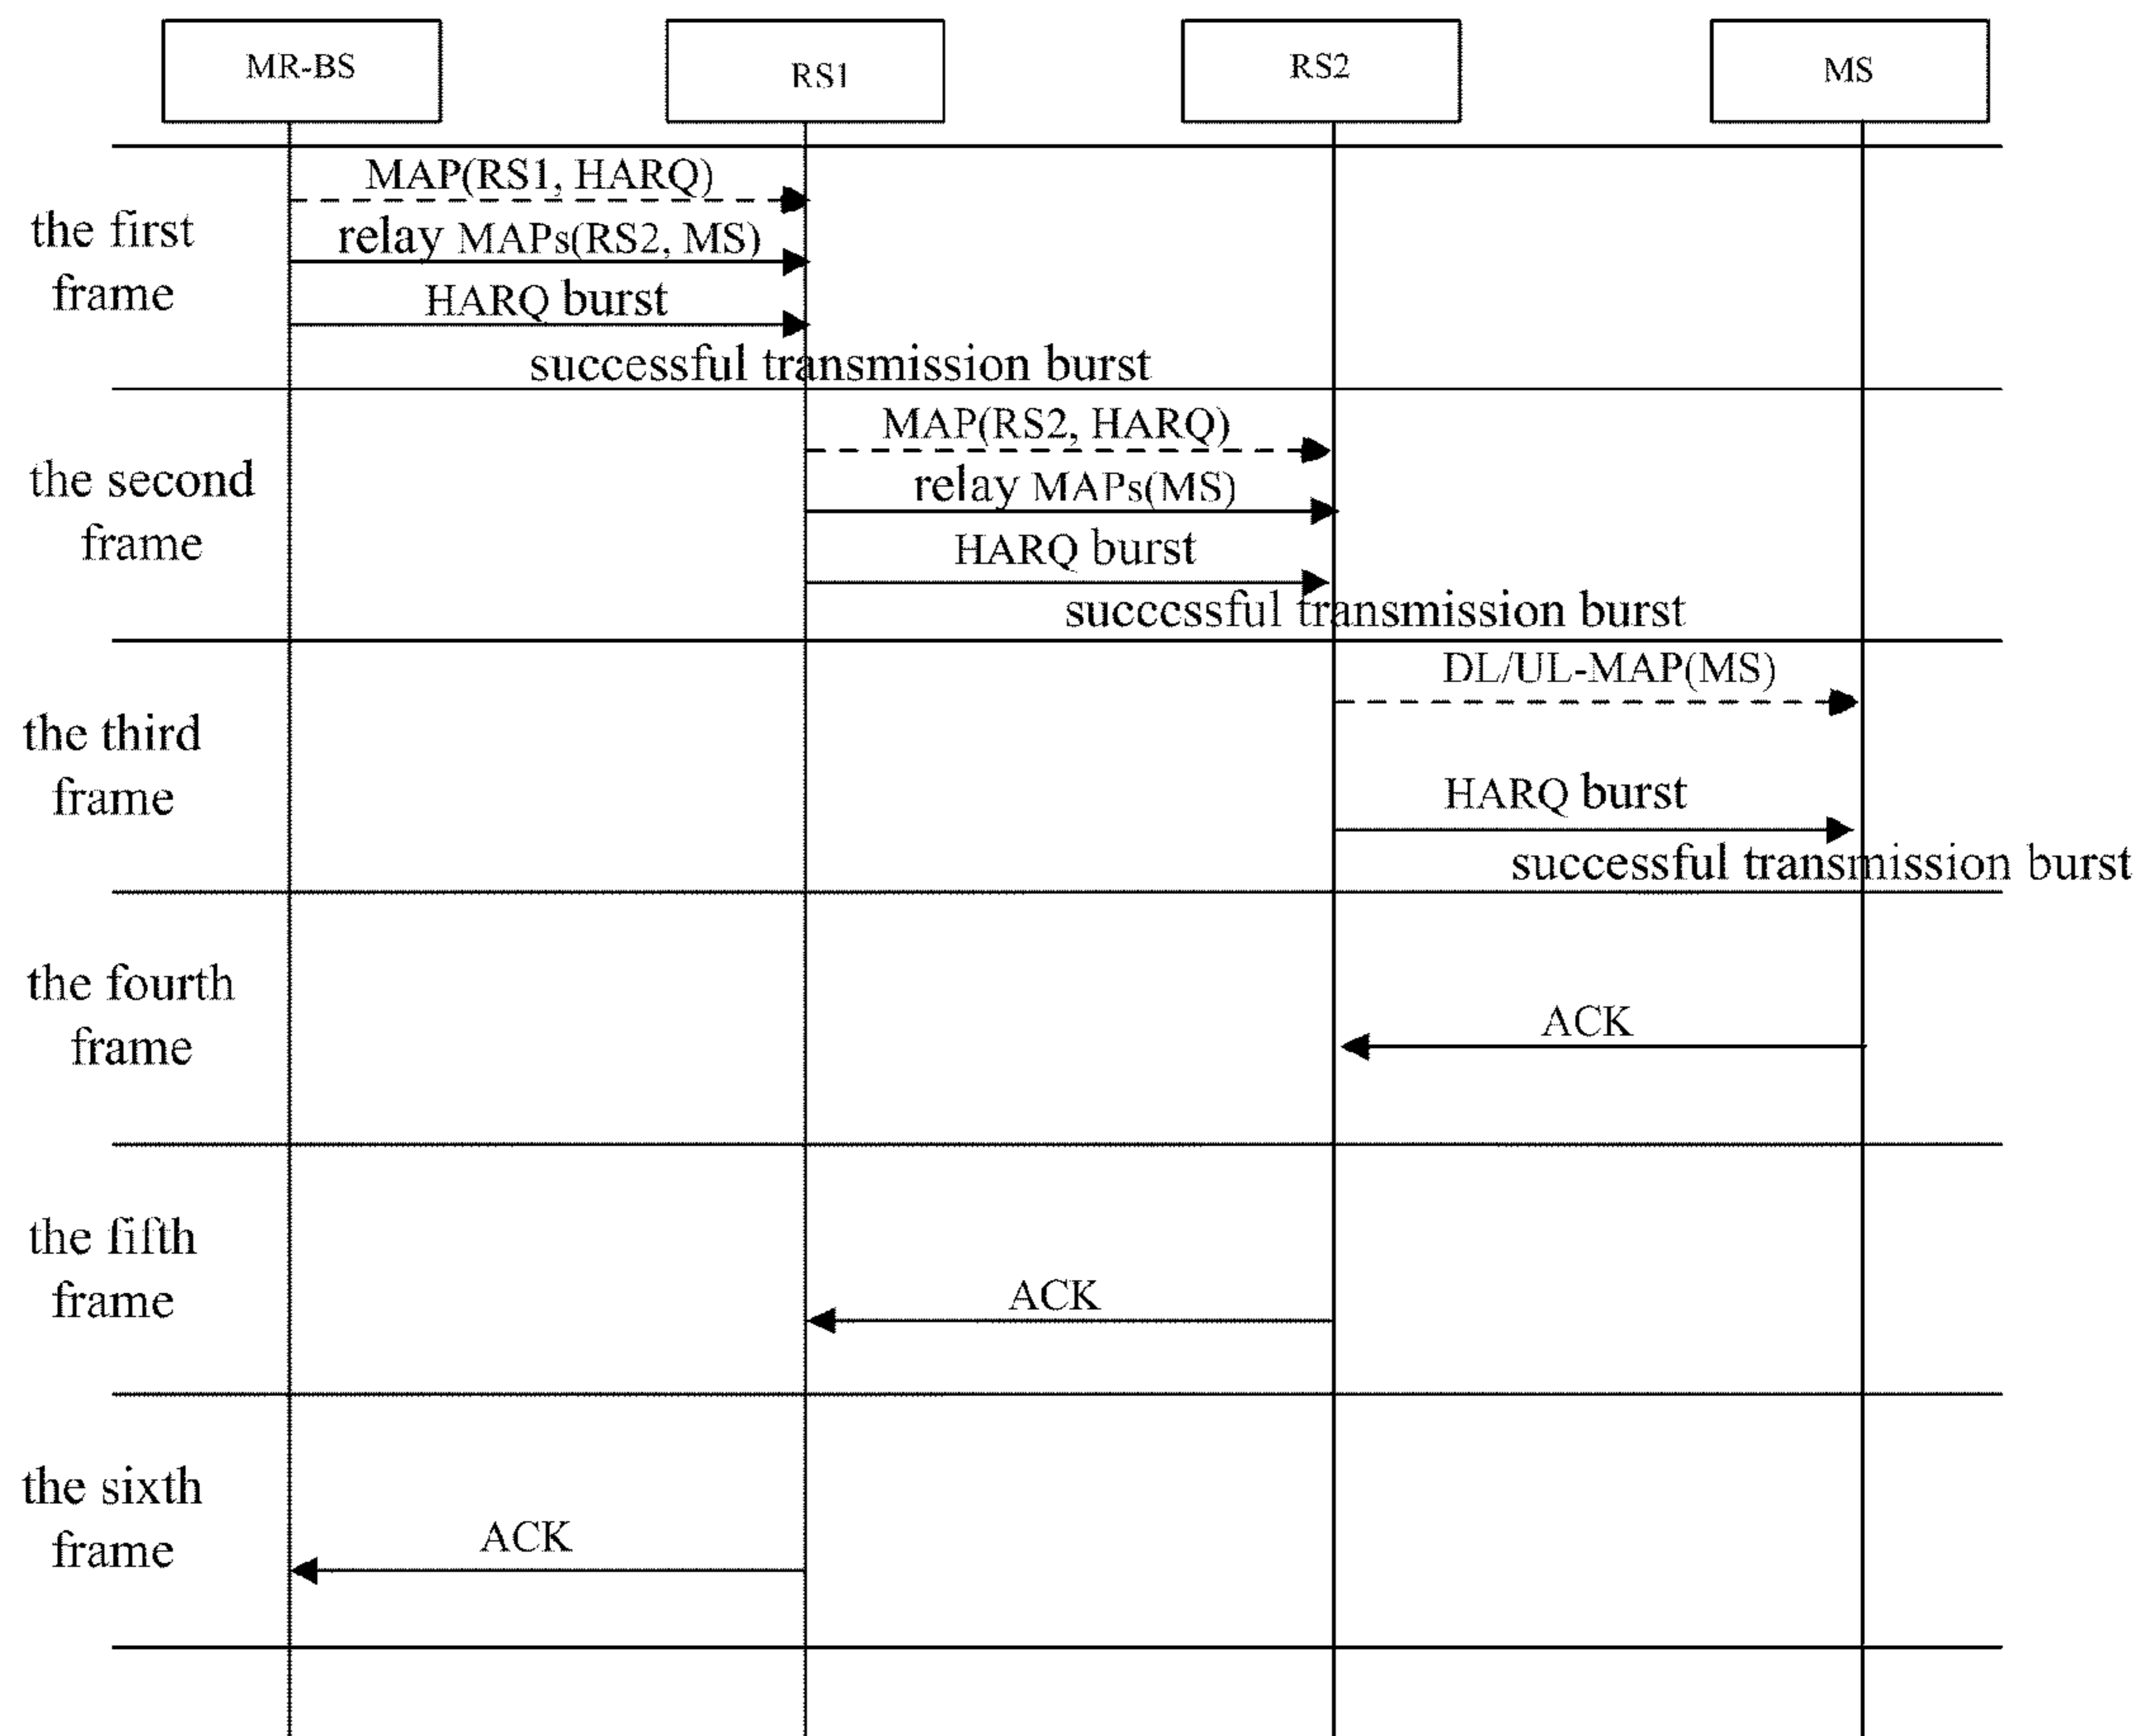 MR-BS
RS1
RS2
MS
MAP(RS1, HARQ)
the first
frame
relay MAPs(RS2, MS)
HARQ burst
successful transmission burst
MAP(RS2, HARQ)
the second
frame
relay MAPs(MS)
HARQ burst
successful transmission burst
DL/UL-MAP(MS)
the third
frame
HARQ burst
successful transmission burst
the fourth
frame
ACK
the fifth
frame
ACK
the sixth
frame
ACK